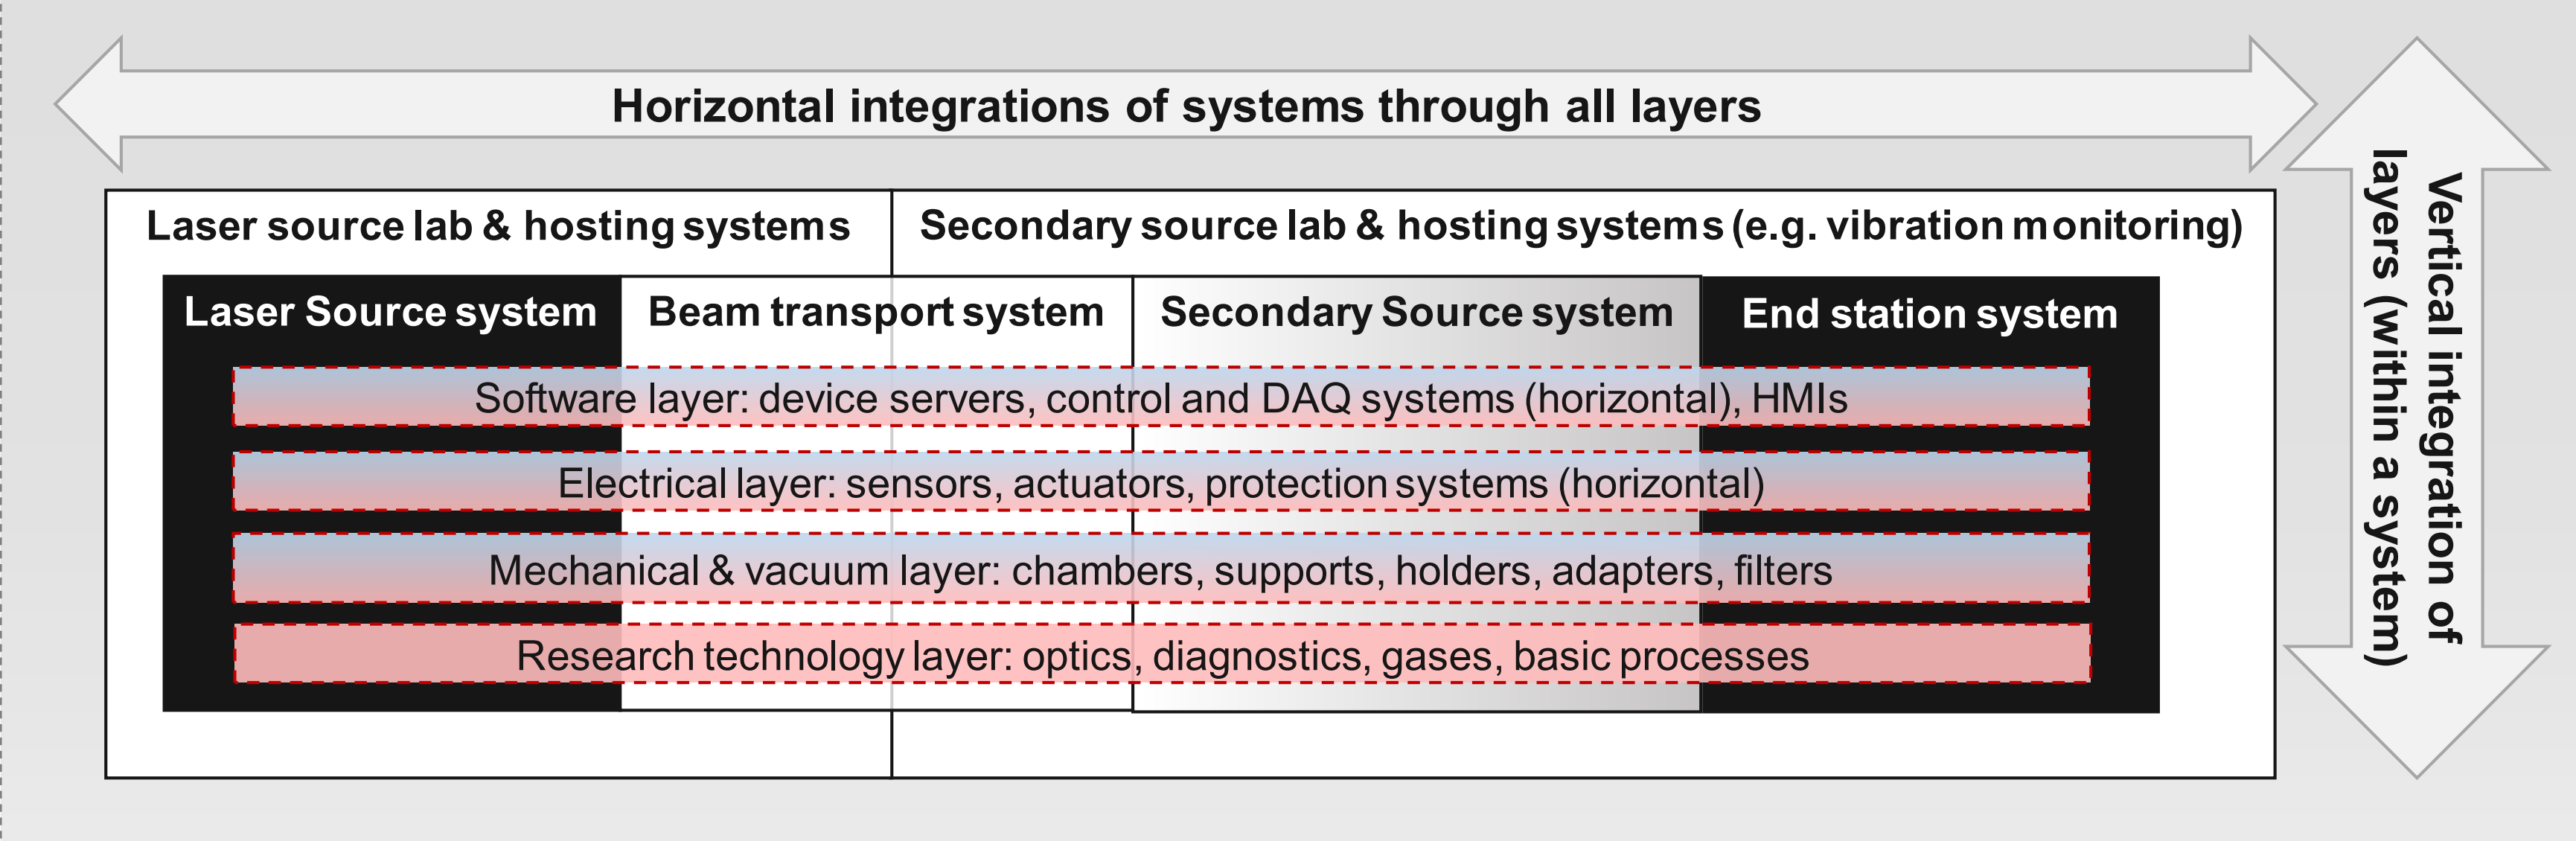 Horizontal integrations of systems through all layers
Laser source lab & hosting systems
Secondary source lab & hosting systems (e.g. vibration monitoring)
Laser Source system
Beam transport system
Secondary Source system
End station system
Software layer: device servers, control and DAQ systems (horizontal), HMIs
Electrical layer: sensors, actuators, protection systems (horizontal)
Mechanical & vacuum layer: chambers, supports, holders, adapters, filters
Research technology layer: optics, diagnostics, gases, basic processes
Vertical integration of
layers (within a system)